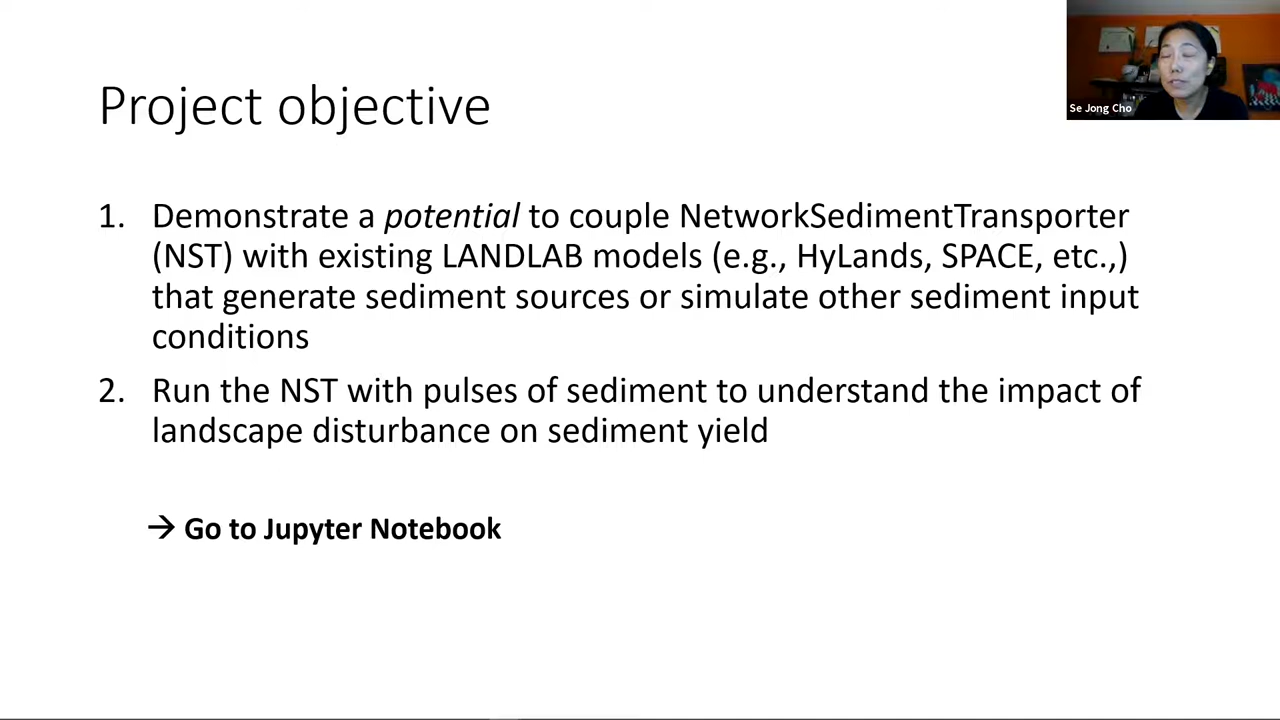 Project objective
Se Jong Cho
1. Demonstrate a potential to couple NetworkSedimentTransporter
(NST) with existing LANDLAB models (e.g., HyLands, SPACE, etc.,)
that generate sediment sources or simulate other sediment input
conditions
2. Run the NST with pulses of sediment to understand the impact of
landscape disturbance on sediment yield
→ Go to Jupyter Notebook